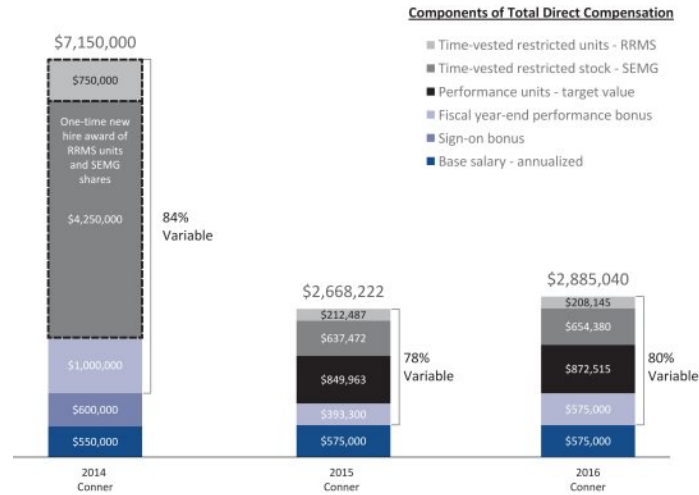 Components of Total Direct Compensation
Time-vested restricted units - RRMS
Time-vested restricted stock - SEMG
Performance units - target value
Fiscal year-end performance bonus
Sign-on bonus
Base salary - annualized
$7,150,000
$750,000
One-time new
hire award of
RRMS units
and SEMG
shares
$4,250,000
84%
Variable
$1,000,000
$600,000
$550,000
2014
Conner
$2,668,222
$212,487
$637,472
$849,963
78%
Variable
$393,300
$575,000
2015
Conner
$2,885,040
$208,145
$654,380
$872,515
80%
Variable
$575,000
$575,000
2016
Conner